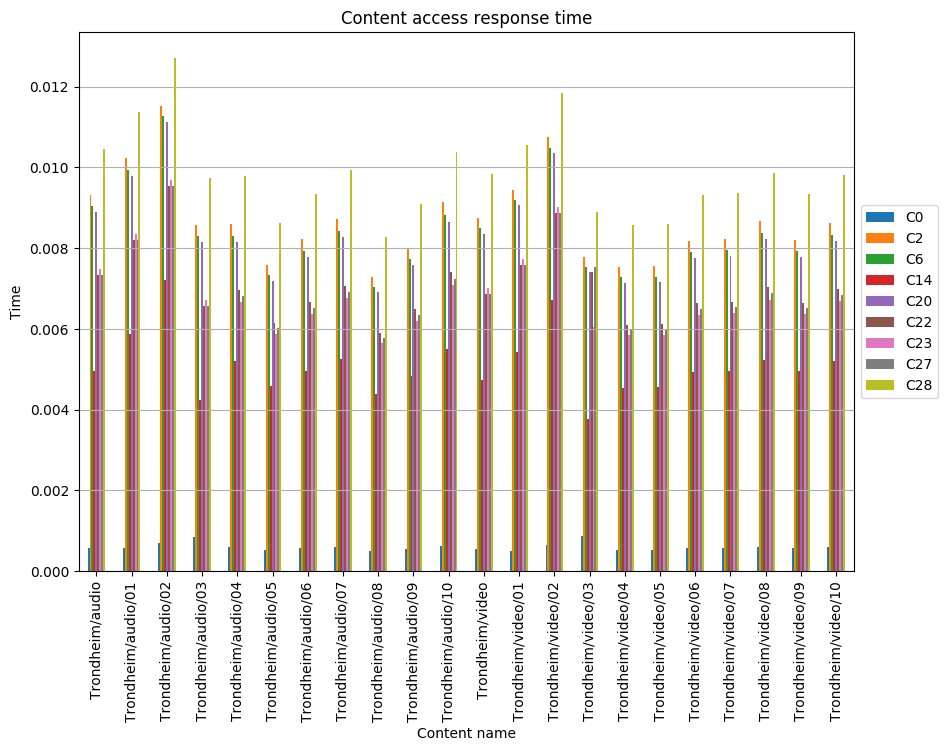 Content access response time
Time
0.012
0.010
0.008
0.006
0.004
0.002
0.000
Trondheim/audio
Trondheim/audio/01
Trondheim/audio/02
Trondheim/audio/03
Trondheim/audio/04
Trondheim/audio/05
Trondheim/audio/06
Trondheim/audio/07
Trondheim/audio/08
Trondheim/audio/09
Trondheim/audio/10
Trondheim/video
Trondheim/video/01
Trondheim/video/02
Trondheim/video/03
Trondheim/video/04
Trondheim/video/05
Trondheim/video/06
Trondheim/video/07
Trondheim/video/08
Trondheim/video/09
Trondheim/video/10
Content name
C0
C2
C6
C14
C20
C22
C23
C27
C28